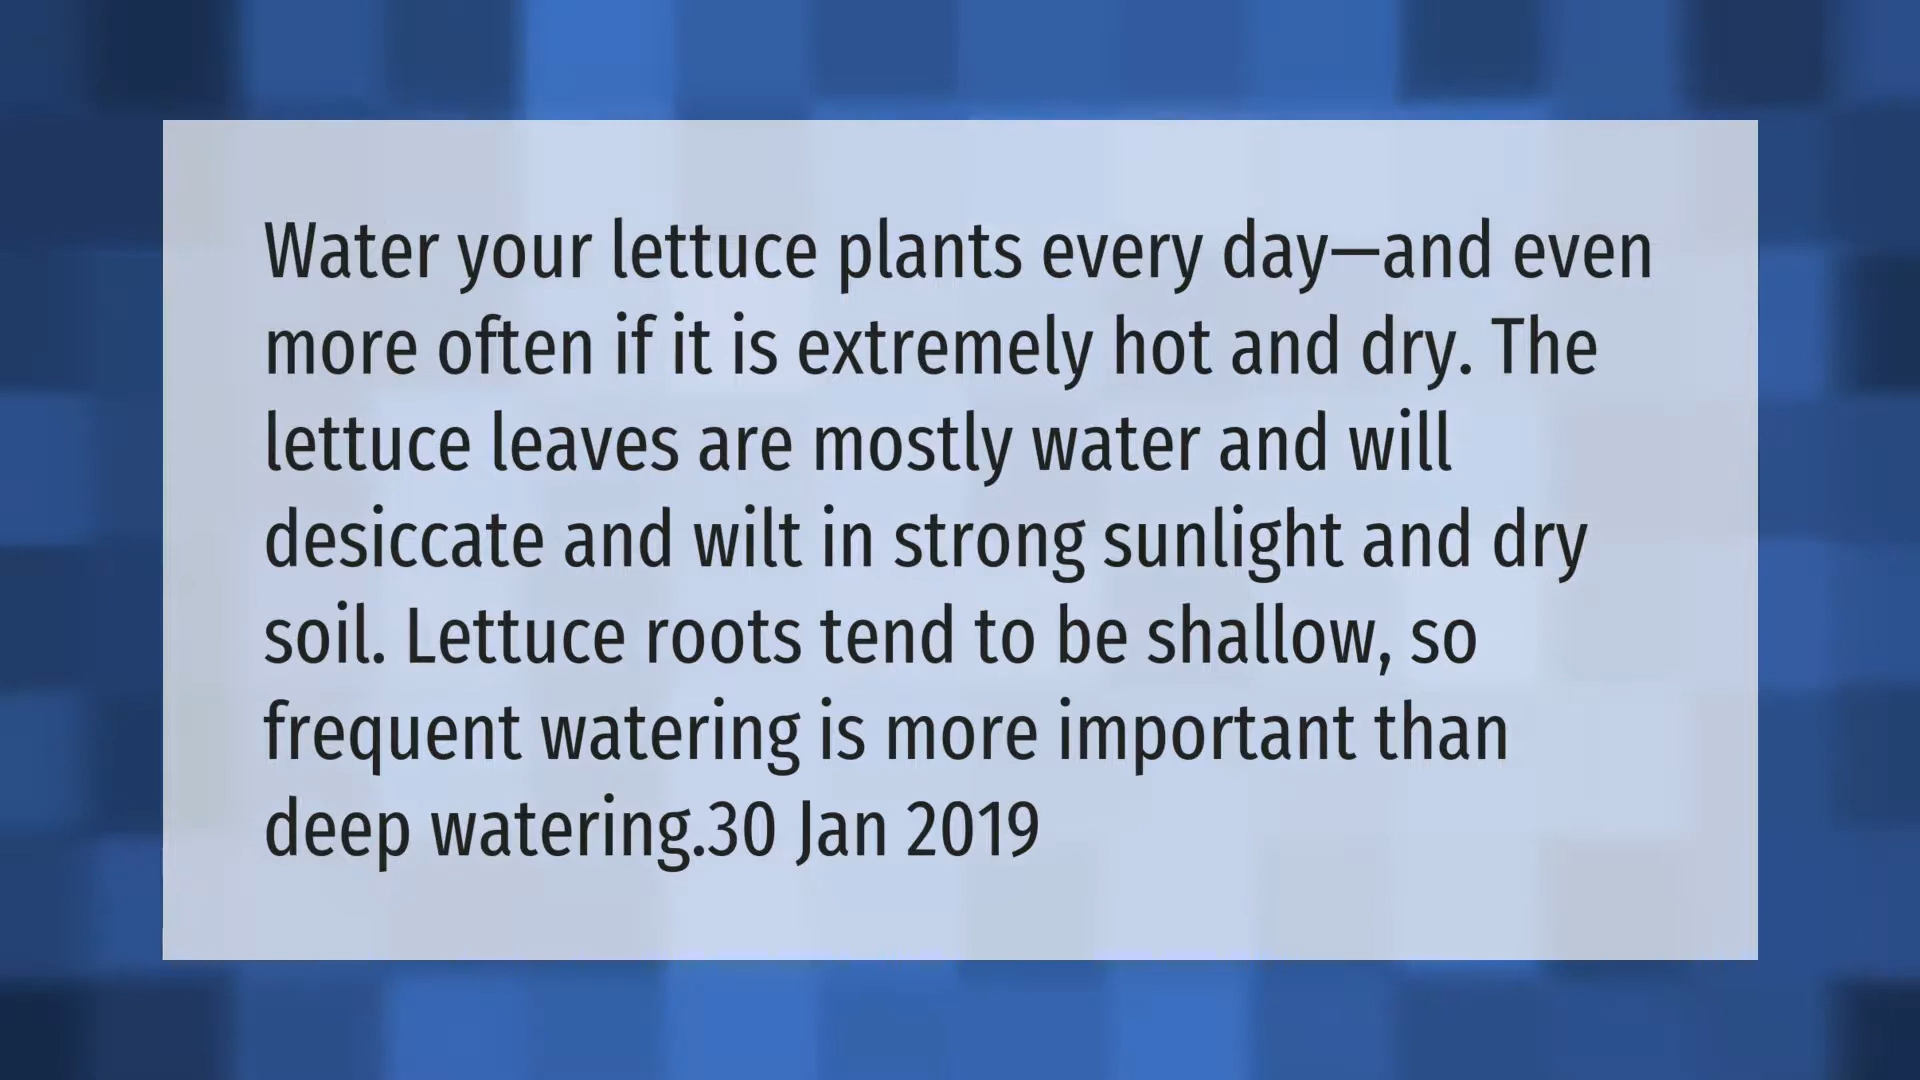 Water your lettuce plants every day—and even
more often if it is extremely hot and dry. The
lettuce leaves are mostly water and will
desiccate and wilt in strong sunlight and dry
soil. Lettuce roots tend to be shallow, so
frequent watering is more important than
deep watering.30 Jan 2019